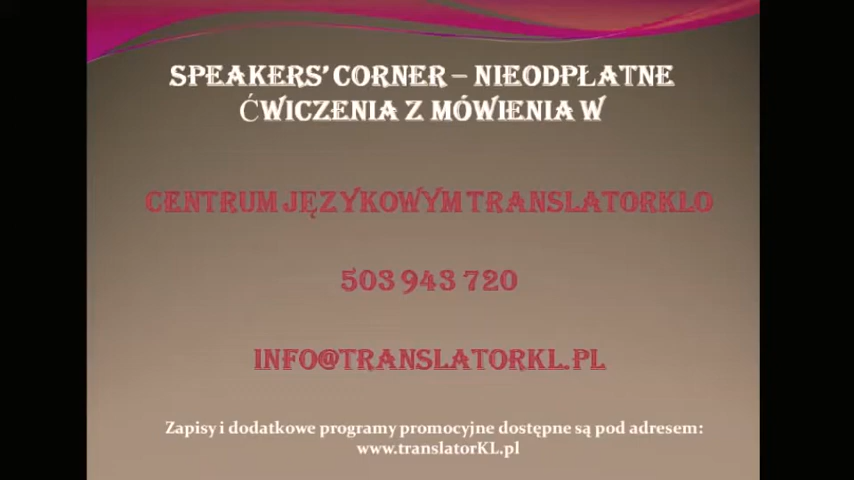 SPEAKERS' CORNER – NIEODPŁATNE
ĆWICZENIA Z MÓWIENIA W
CENTRUM JĘZYKOWYM TRANSLATORKLO
503 943 720
INFO@TRANSLATORKL.PL
Zapisy i dodatkowe programy promocyjne dostępne są pod adresem:
www.translatorKL.pl